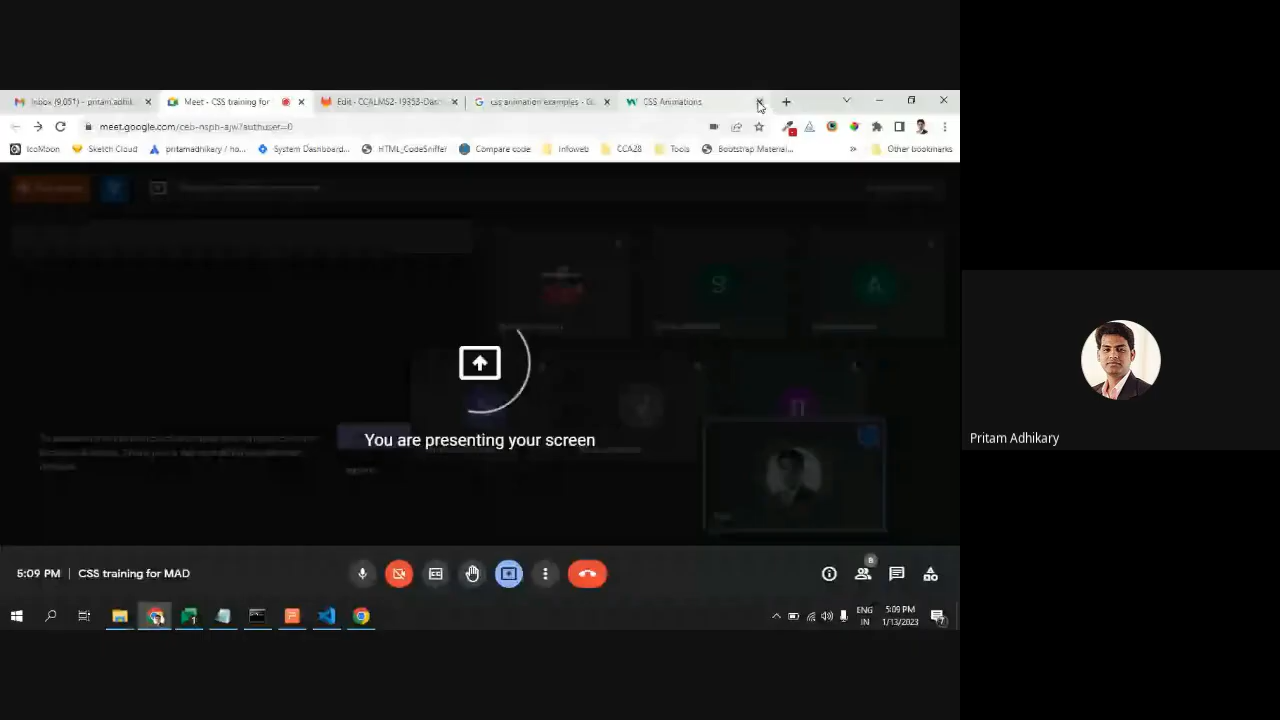 Inbox (9,051) - pritam.adhik
Meet - CSS training for
Edit - CCALMS2-19353-Das
css animation examples - G
CSS Animations
meet.google.com/ceb-nsph-ajw?authuser=0
IcoMoon
Sketch Cloud
pritamadhikary / ho...
System Dashboard...
HTML_CodeSniffer
Compare code
Infoweb
CCA28
Tools
Bootstrap Material...
»
Other bookmarks
S
A
n
You are presenting your screen
Pritam Adhikary
5:09 PM | CSS training for MAD
8
ENG
IN
5:09 PM
1/13/2023